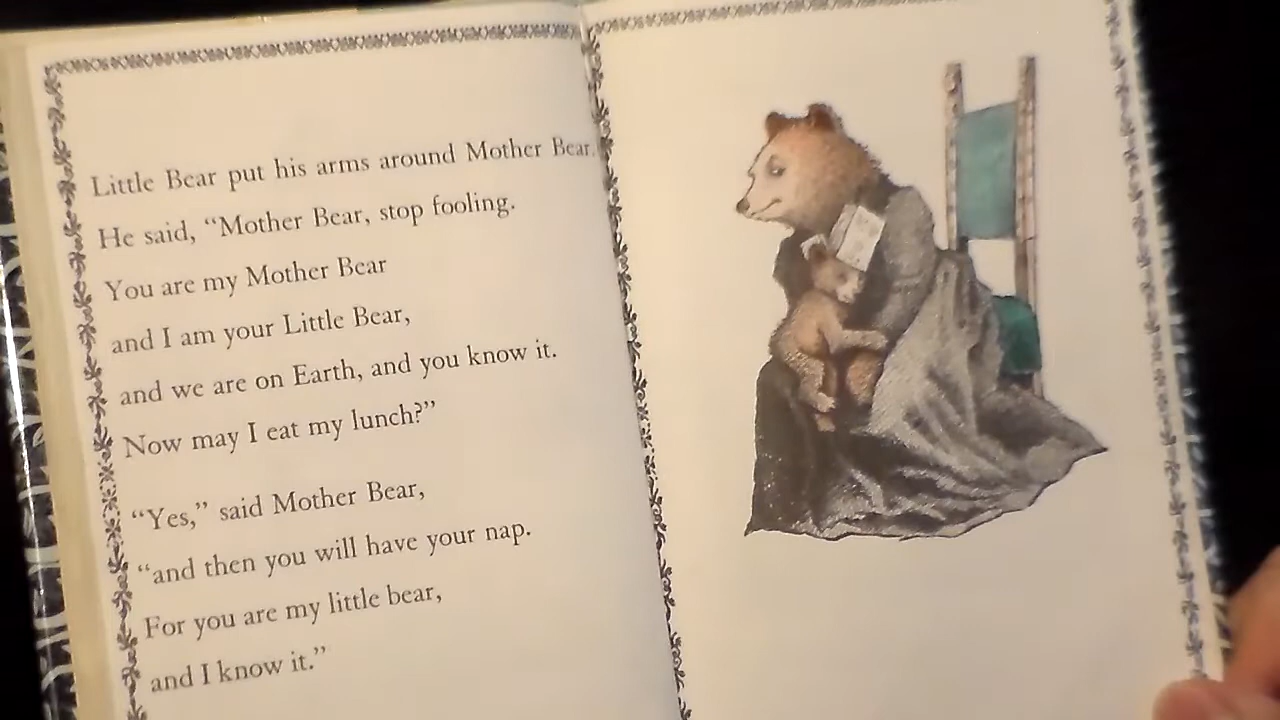 Little Bear put his arms around Mother Bear.
He said, “Mother Bear, stop fooling.
You are my Mother Bear
and I am your Little Bear,
and we are on Earth, and you know it.
Now may I eat my lunch?”
“Yes,” said Mother Bear,
“and then you will have your nap.
For you are my little bear,
and I know it.”